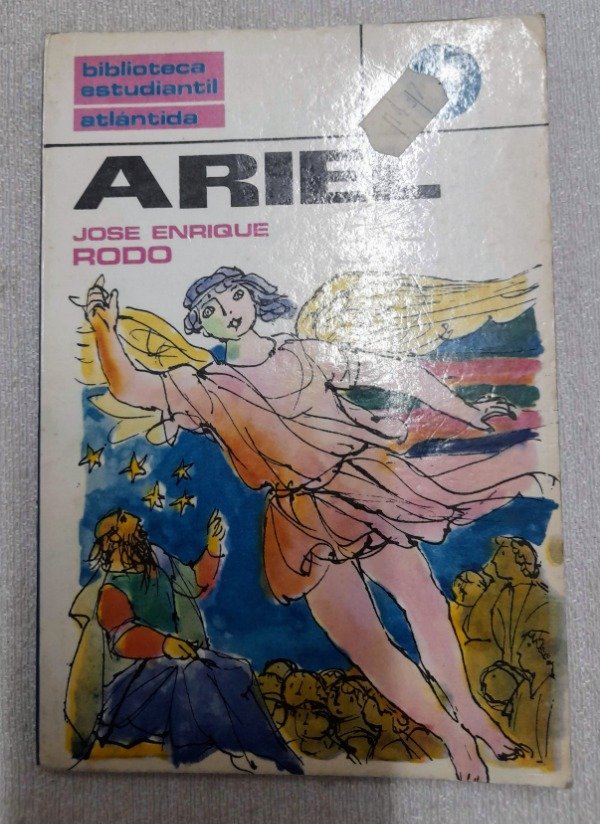 biblioteca
estudiantil
atlántida
ARIEL
JOSE ENRIQUE
RODO